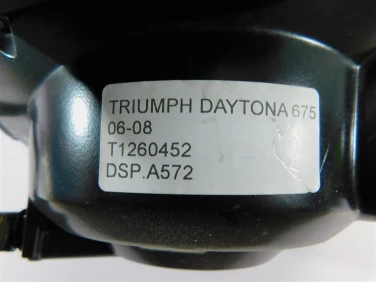 TRIUMPH DAYTONA 675
06-08
T1260452
DSP.A572